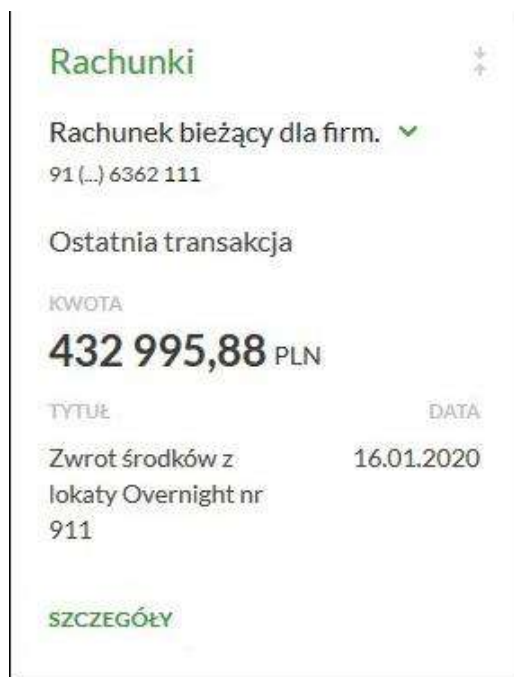 Rachunki
Rachunek bieżący dla firm.
91 (...) 6362 111
Ostatnia transakcja
KWOTA
432 995,88 PLN
TYTUŁ DATA
Zwrot środków z 16.01.2020
lokaty Overnight nr
911
SZCZEGÓŁY